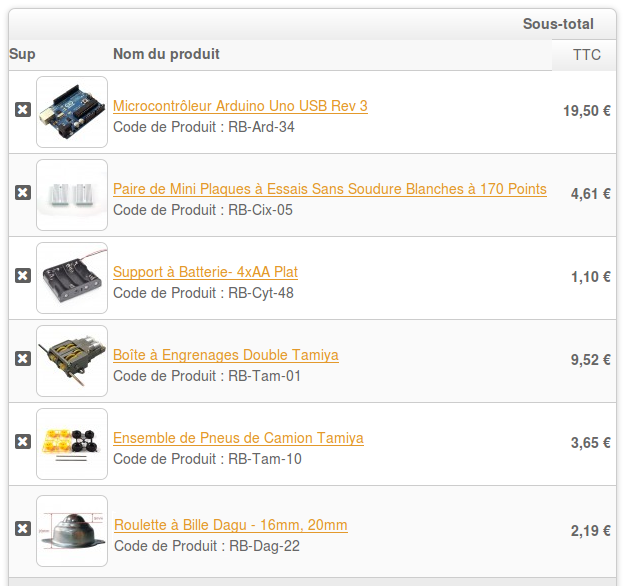 Sous-total
Sup Nom du produit TTC
Microcontrôleur Arduino Uno USB Rev 3
Code de Produit : RB-Ard-34
19,50 €
Paire de Mini Plaques à Essais Sans Soudure Blanches à 170 Points
Code de Produit : RB-Cix-05
4,61 €
Support à Batterie- 4xAA Plat
Code de Produit : RB-Cyt-48
1,10 €
Boîte à Engrenages Double Tamiya
Code de Produit : RB-Tam-01
9,52 €
Ensemble de Pneus de Camion Tamiya
Code de Produit : RB-Tam-10
3,65 €
Roulette à Bille Dagu - 16mm, 20mm
Code de Produit : RB-Dag-22
2,19 €